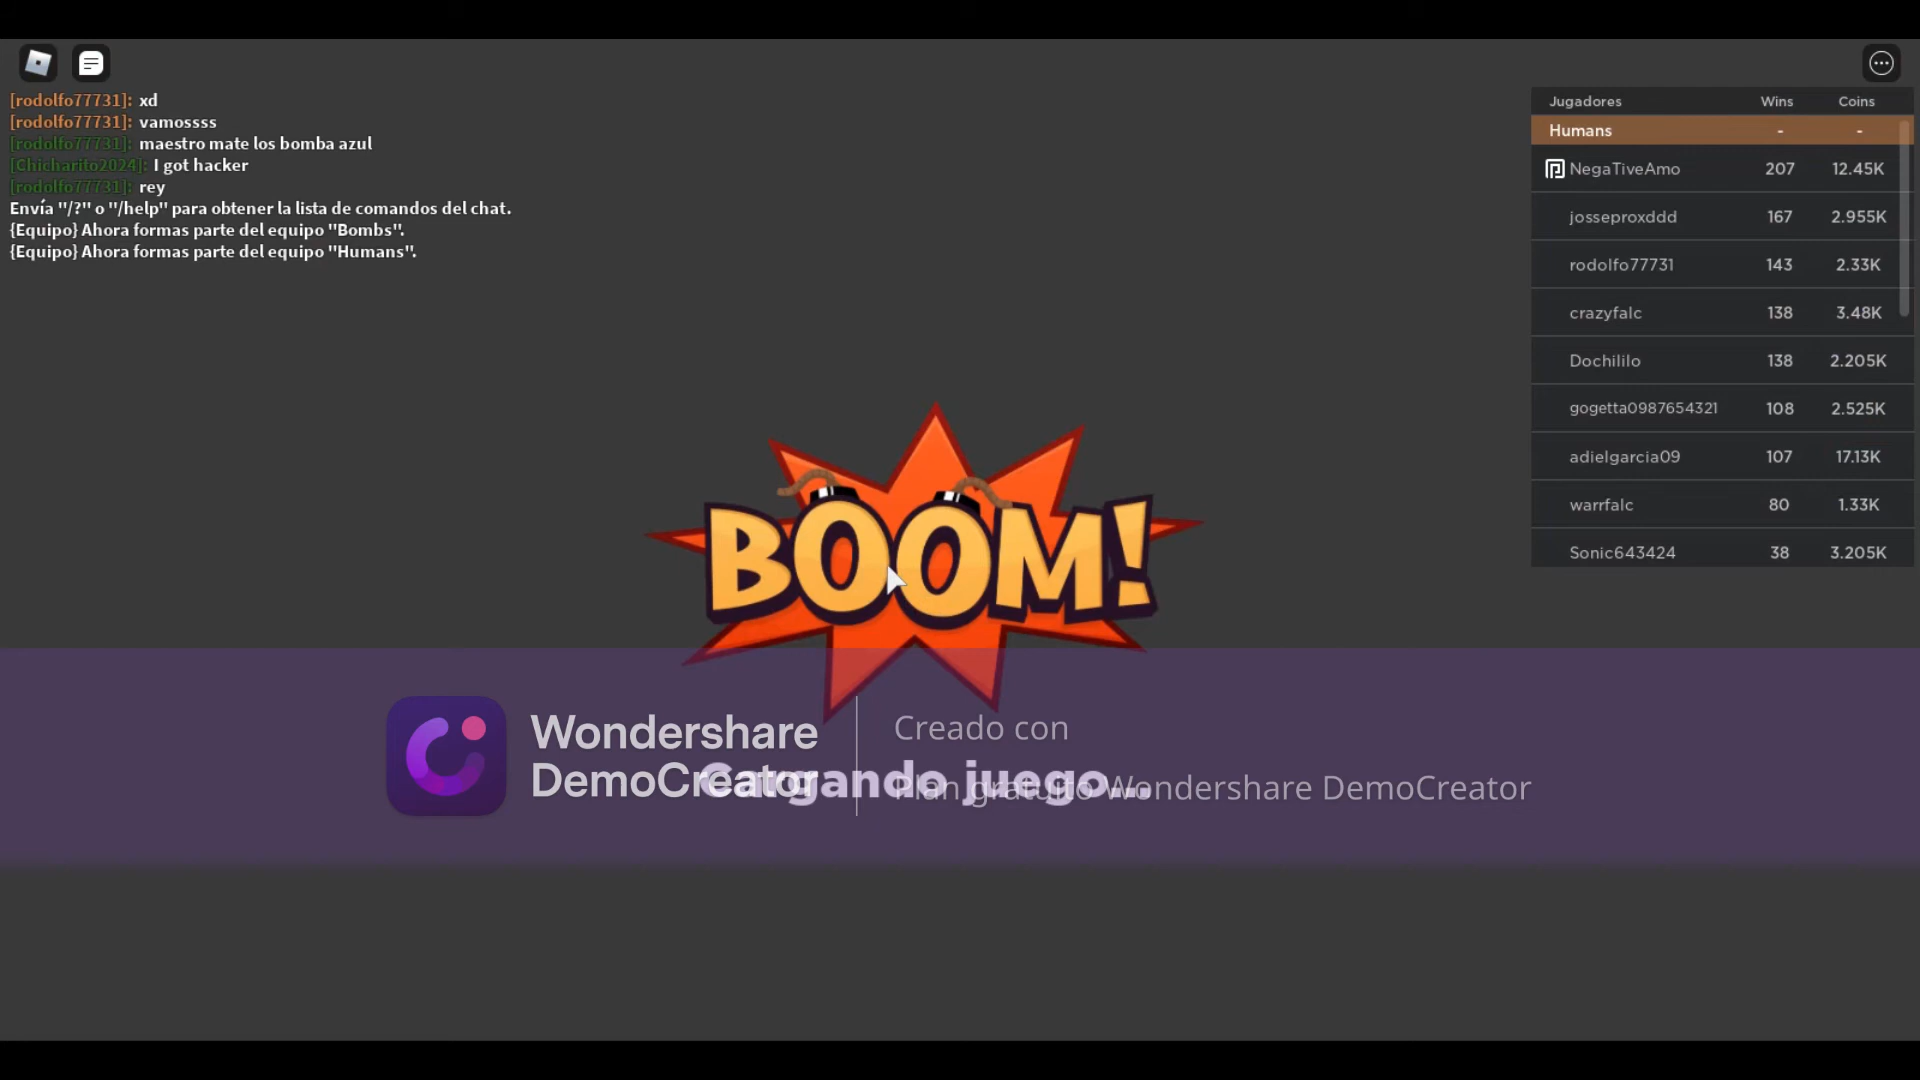 [rodolfo77731]: xd
[rodolfo77731]: vamossss
[rodolfo77731]: maestro mate los bomba azul
[Chicharito2024]: I got hacker
[rodolfo77731]: rey
Envía "/?" o "/help" para obtener la lista de comandos del chat.
{Equipo} Ahora formas parte del equipo "Bombs".
{Equipo} Ahora formas parte del equipo "Humans".
Jugadores Wins Coins
Humans - -
NegaTiveAmo 207 12.45K
josseproxddd 167 2.955K
rodolfo77731 143 2.33K
crazyfalc 138 3.48K
Dochililo 138 2.205K
gogetta0987654321 108 2.525K
adielgarcia09 107 17.13K
warrfalc 80 1.33K
Sonic643424 38 3.205K
BOOM!
Cargando juego...
Wondershare
DemoCreator
Creado con
Plan gratuito Wondershare DemoCreator